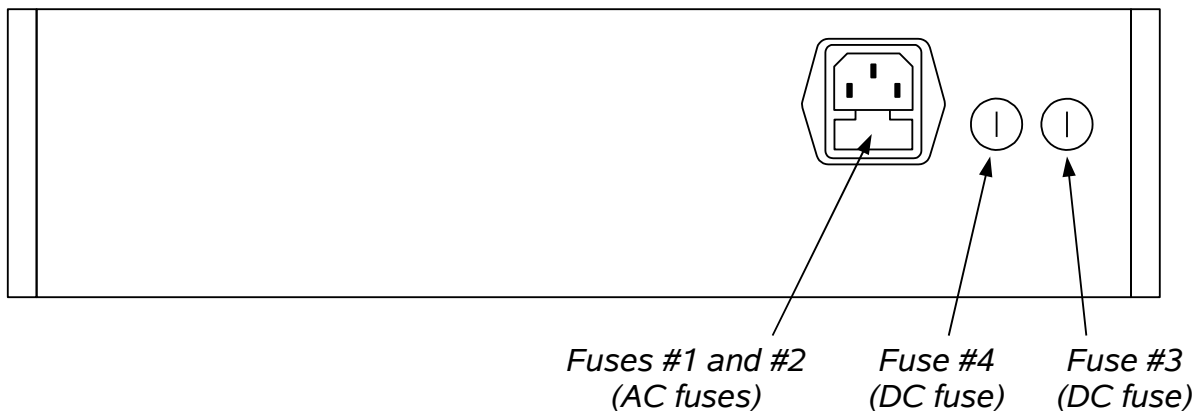 Fuses #1 and #2
(AC fuses)
Fuse #4
(DC fuse)
Fuse #3
(DC fuse)